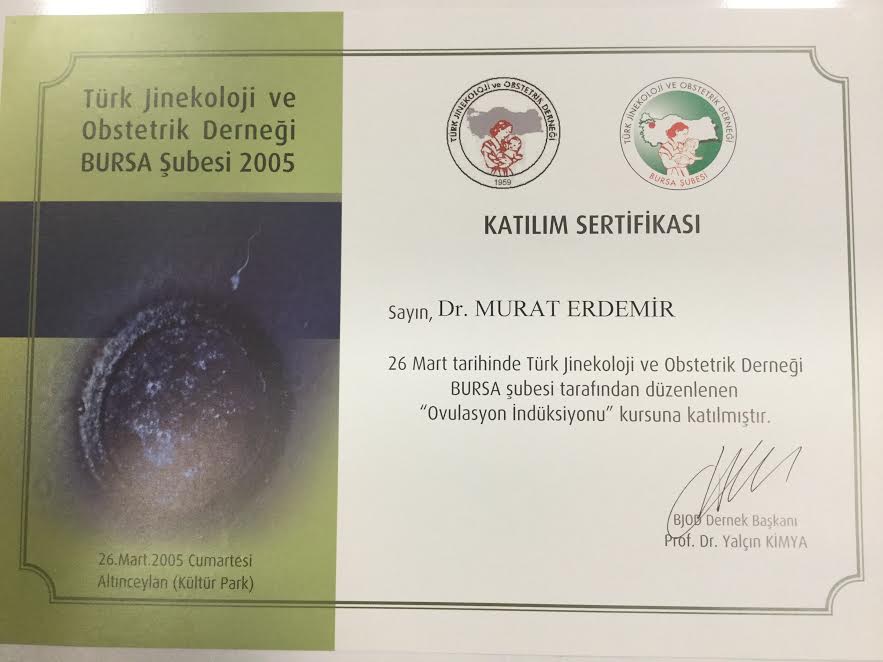 Türk Jinekoloji ve
Obstetrik Derneği
BURSA Şubesi 2005
TÜRK JİNEKOLOJİ ve OBSTETRİK DERNEĞİ
1959
TÜRK JİNEKOLOJİ VE OBSTETRİK DERNEĞİ
BURSA ŞUBESİ
KATILIM SERTİFİKASI
Sayın, Dr. MURAT ERDEMİR
26 Mart tarihinde Türk Jinekoloji ve Obstetrik Derneği
BURSA şubesi tarafından düzenlenen
“Ovulasyon İndüksiyonu” kursuna katılmıştır.
BJOD Dernek Başkanı
Prof. Dr. Yalçın KİMYA
26.Mart.2005 Cumartesi
Altınceylan (Kültür Park)